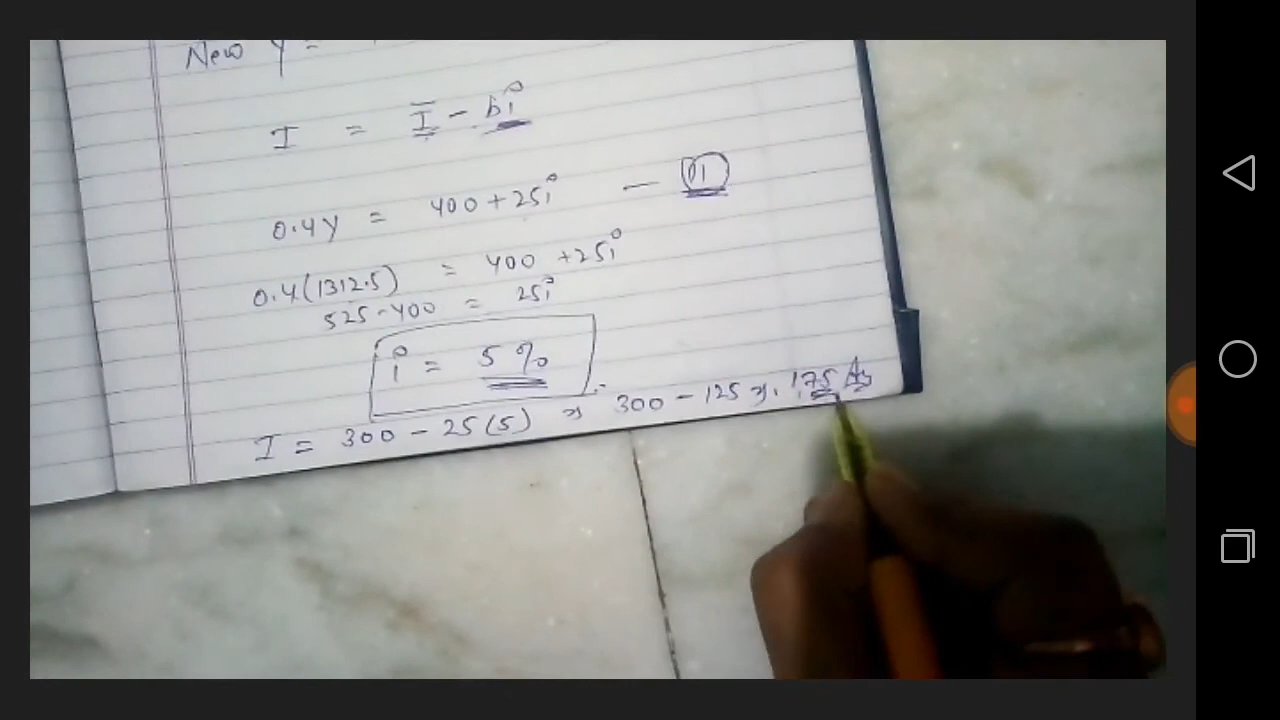 New Y =
I = Ī - bi
0.4Y = 400 + 25i — (11)
0.4(1312.5) = 400 + 25i
525 - 400 = 25i
i = 5%
I = 300 - 25(5) ⇒ 300 - 125 ⇒ 175 Ans